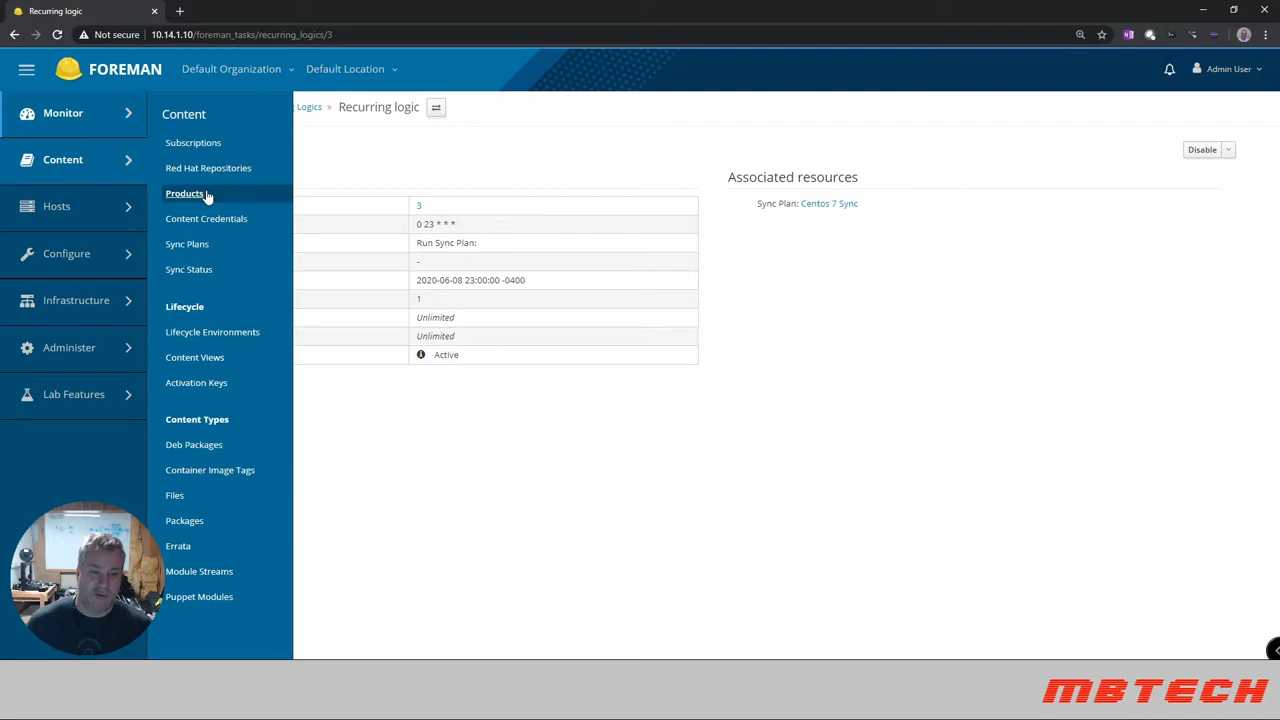 Recurring logic
Not secure 10.14.1.10/foreman_tasks/recurring_logics/3
FOREMAN Default Organization Default Location Admin User
Monitor
Content
Hosts
Configure
Infrastructure
Administer
Lab Features
Content
Subscriptions
Red Hat Repositories
Products
Content Credentials
Sync Plans
Sync Status
Lifecycle
Lifecycle Environments
Content Views
Activation Keys
Content Types
Deb Packages
Container Image Tags
Files
Packages
Errata
Module Streams
Puppet Modules
Logics » Recurring logic
Disable
3
0 23 * * *
Run Sync Plan:
-
2020-06-08 23:00:00 -0400
1
Unlimited
Unlimited
Active
Associated resources
Sync Plan: Centos 7 Sync
MBTECH